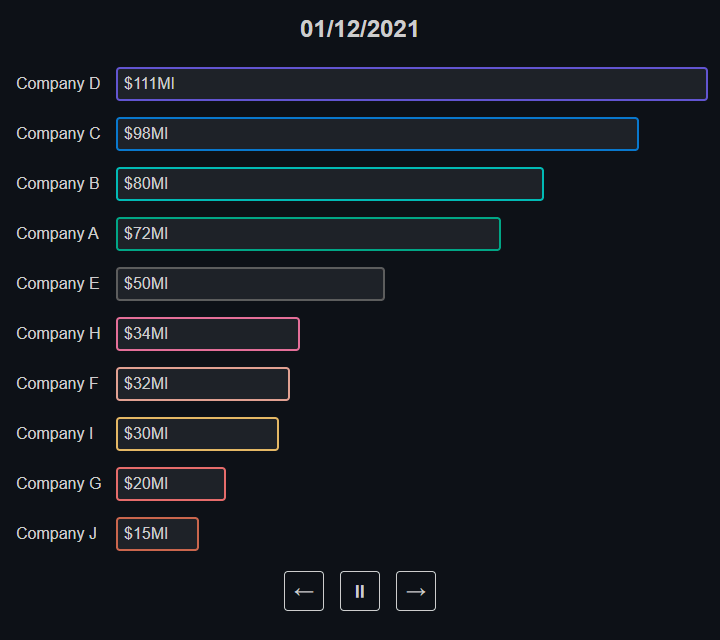 01/12/2021
Company D $111MI
Company C $98MI
Company B $80MI
Company A $72MI
Company E $50MI
Company H $34MI
Company F $32MI
Company I $30MI
Company G $20MI
Company J $15MI